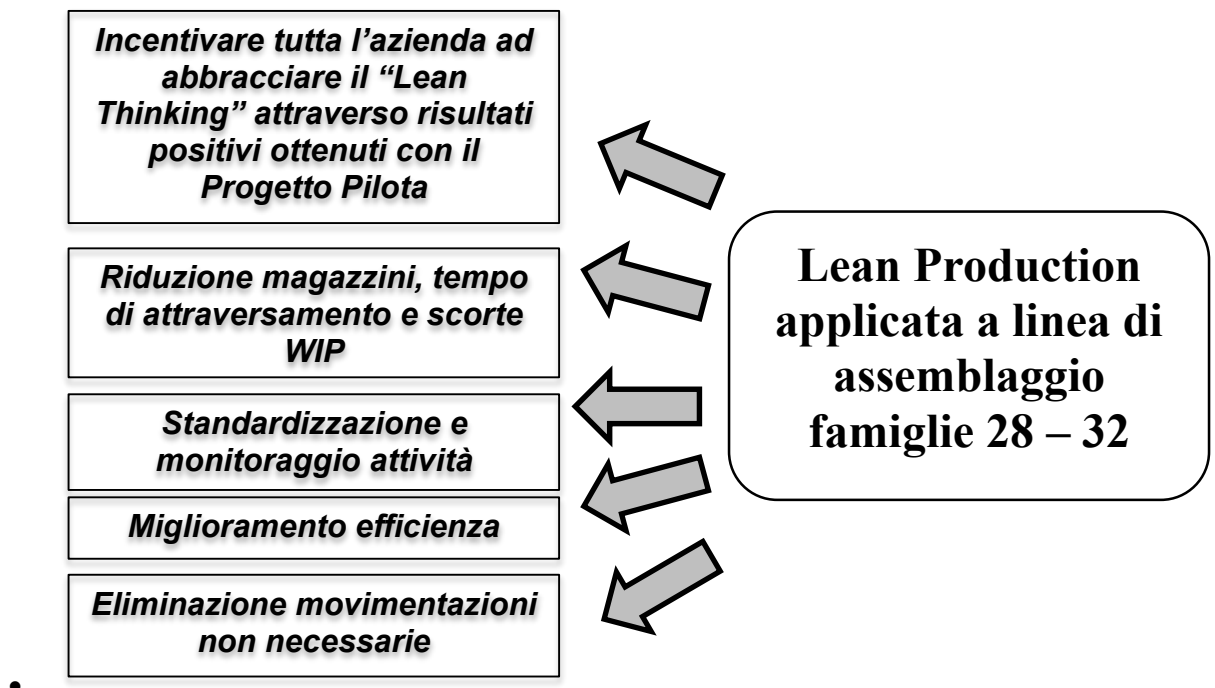 Incentivare tutta l’azienda ad
abbracciare il “Lean
Thinking” attraverso risultati
positivi ottenuti con il
Progetto Pilota
Riduzione magazzini, tempo
di attraversamento e scorte
WIP
Standardizzazione e
monitoraggio attività
Miglioramento efficienza
Eliminazione movimentazioni
non necessarie
Lean Production
applicata a linea di
assemblaggio
famiglie 28 – 32